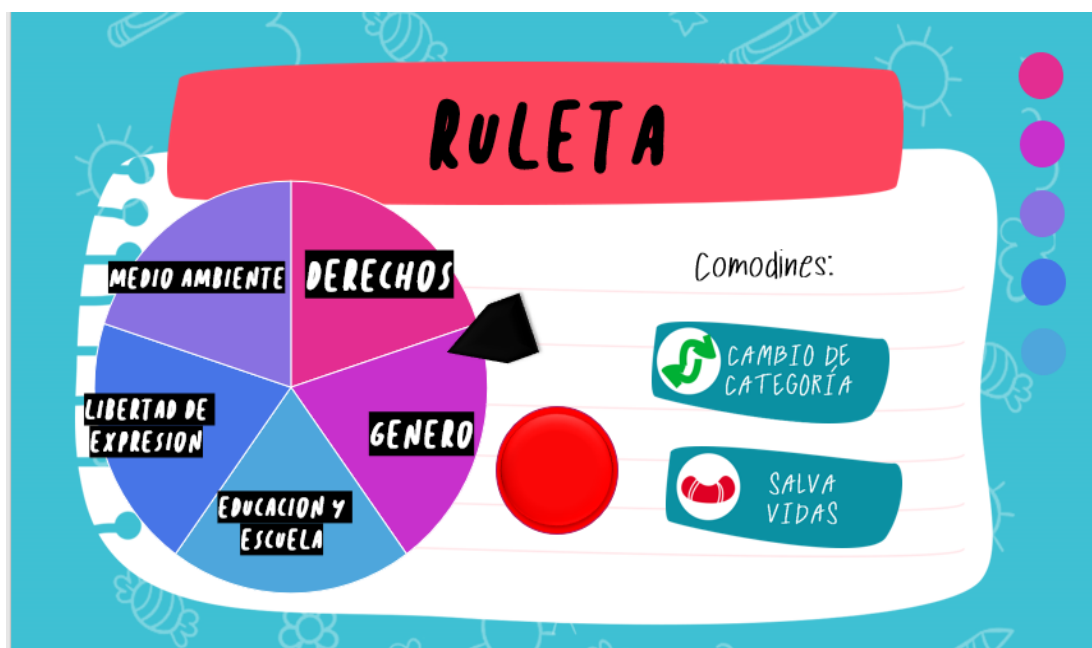 RULETA
MEDIO AMBIENTE
DERECHOS
LIBERTAD DE
EXPRESION
GENERO
EDUCACION Y
ESCUELA
Comodines:
CAMBIO DE
CATEGORÍA
SALVA
VIDAS